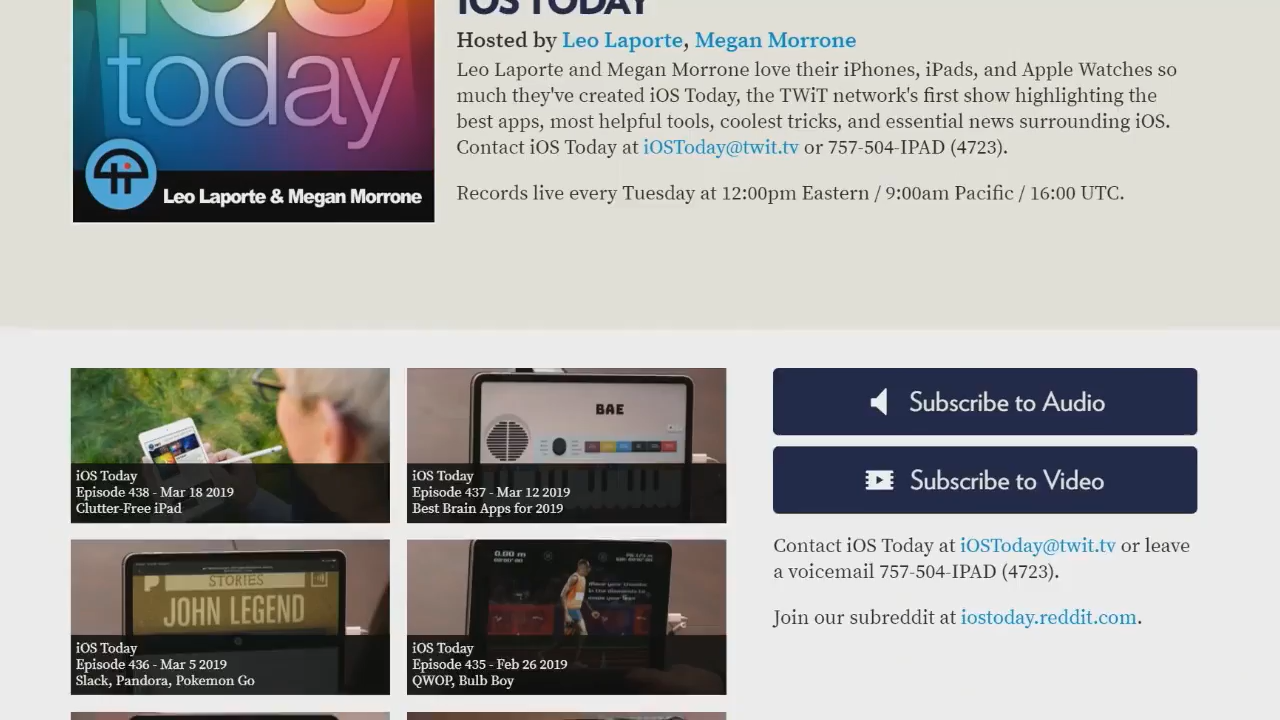 iOS
today
Leo Laporte & Megan Morrone
iOS TODAY
Hosted by Leo Laporte, Megan Morrone
Leo Laporte and Megan Morrone love their iPhones, iPads, and Apple Watches so
much they've created iOS Today, the TWiT network's first show highlighting the
best apps, most helpful tools, coolest tricks, and essential news surrounding iOS.
Contact iOS Today at iOSToday@twit.tv or 757-504-IPAD (4723).
Records live every Tuesday at 12:00pm Eastern / 9:00am Pacific / 16:00 UTC.
BAE
iOS Today
Episode 438 - Mar 18 2019
Clutter-Free iPad
iOS Today
Episode 437 - Mar 12 2019
Best Brain Apps for 2019
STORIES
JOHN LEGEND
iOS Today
Episode 436 - Mar 5 2019
Slack, Pandora, Pokemon Go
0.00 m
iOS Today
Episode 435 - Feb 26 2019
QWOP, Bulb Boy
Subscribe to Audio
Subscribe to Video
Contact iOS Today at iOSToday@twit.tv or leave
a voicemail 757-504-IPAD (4723).
Join our subreddit at iostoday.reddit.com.